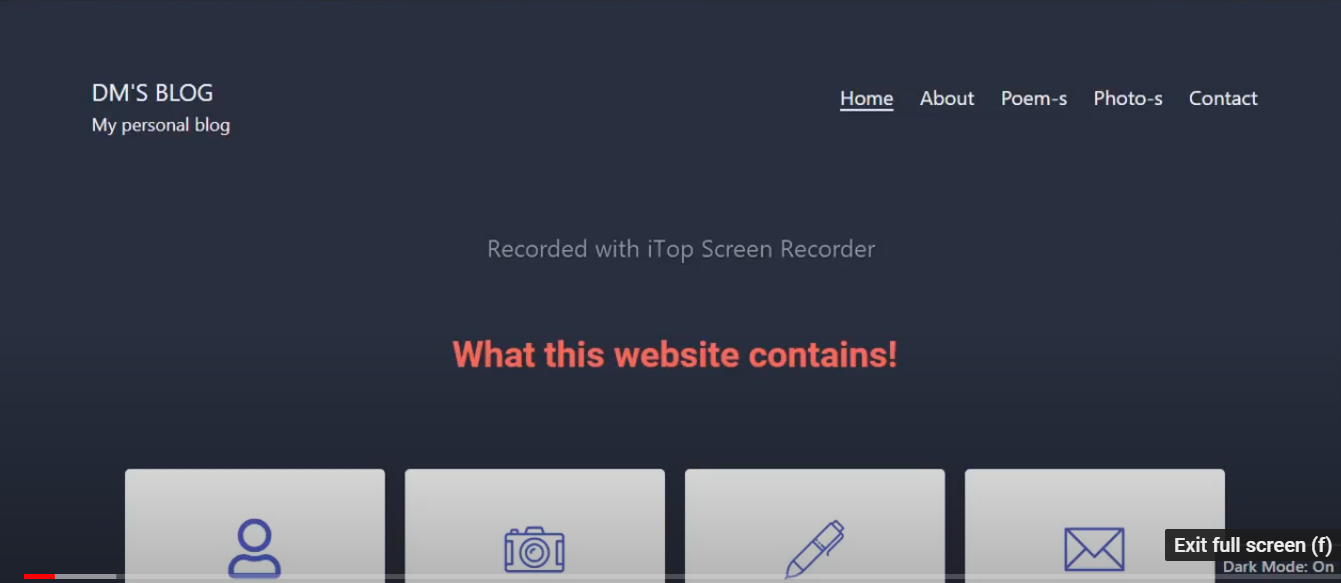 DM'S BLOG
My personal blog
Home About Poem-s Photo-s Contact
Recorded with iTop Screen Recorder
What this website contains!
Exit full screen (f)
Dark Mode: On